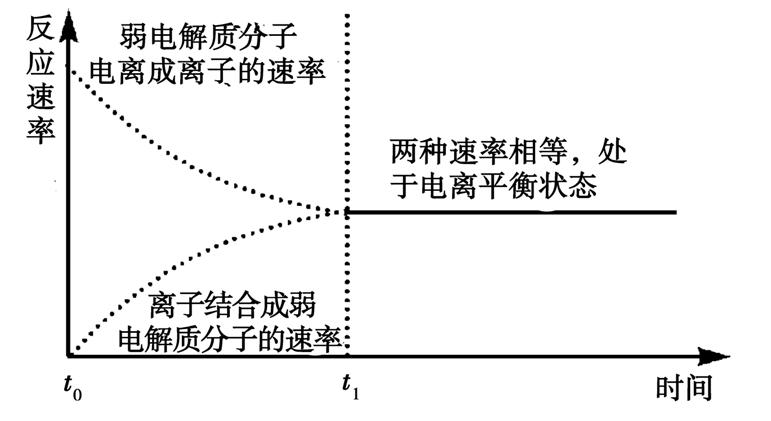 反应速率
弱电解质分子
电离成离子的速率
两种速率相等，处
于电离平衡状态
离子结合成弱
电解质分子的速率
t₀
t₁
时间